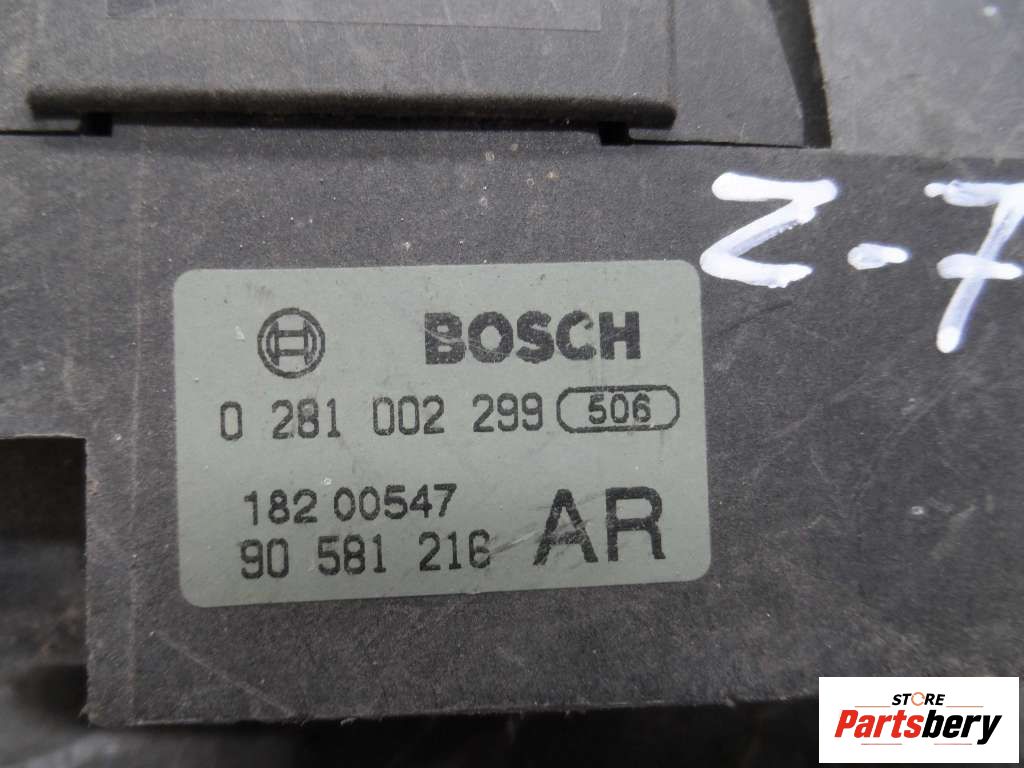 Z-7
BOSCH
0 281 002 299 506
182 00547
90 581 216 AR
STORE
Partsbery